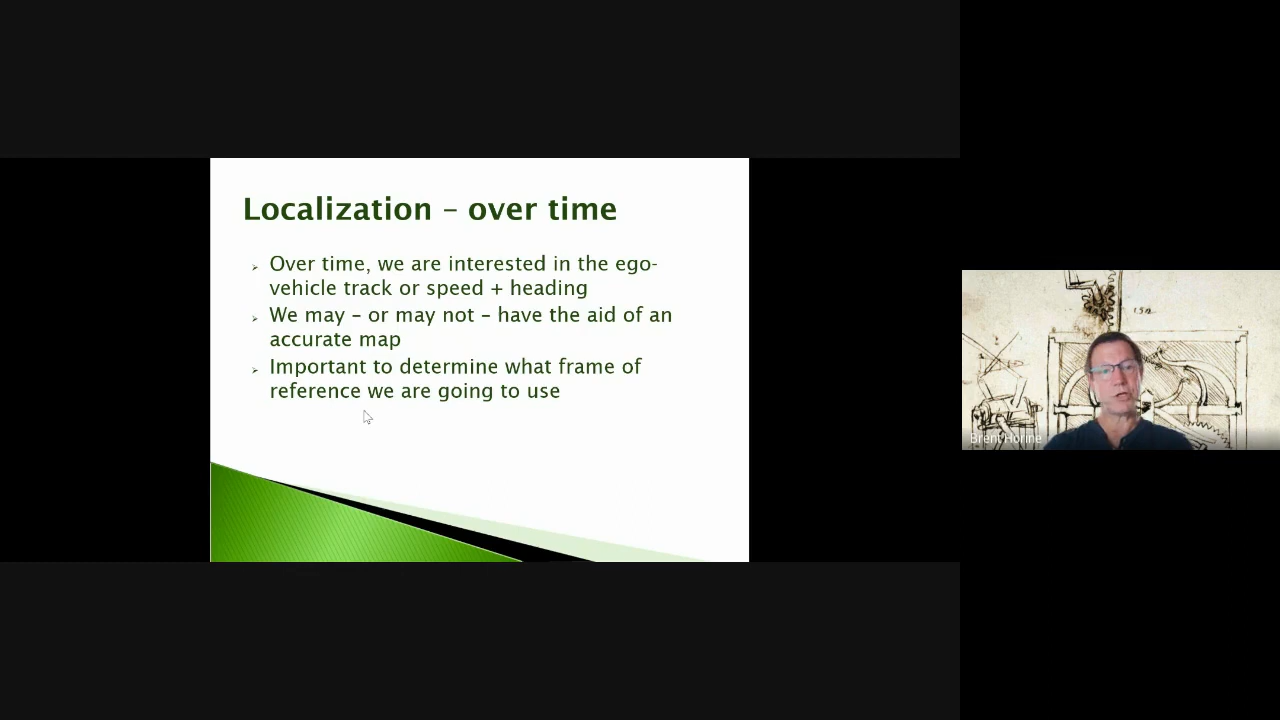 Localization – over time
Over time, we are interested in the ego-
vehicle track or speed + heading
We may – or may not – have the aid of an
accurate map
Important to determine what frame of
reference we are going to use
Brent Horine